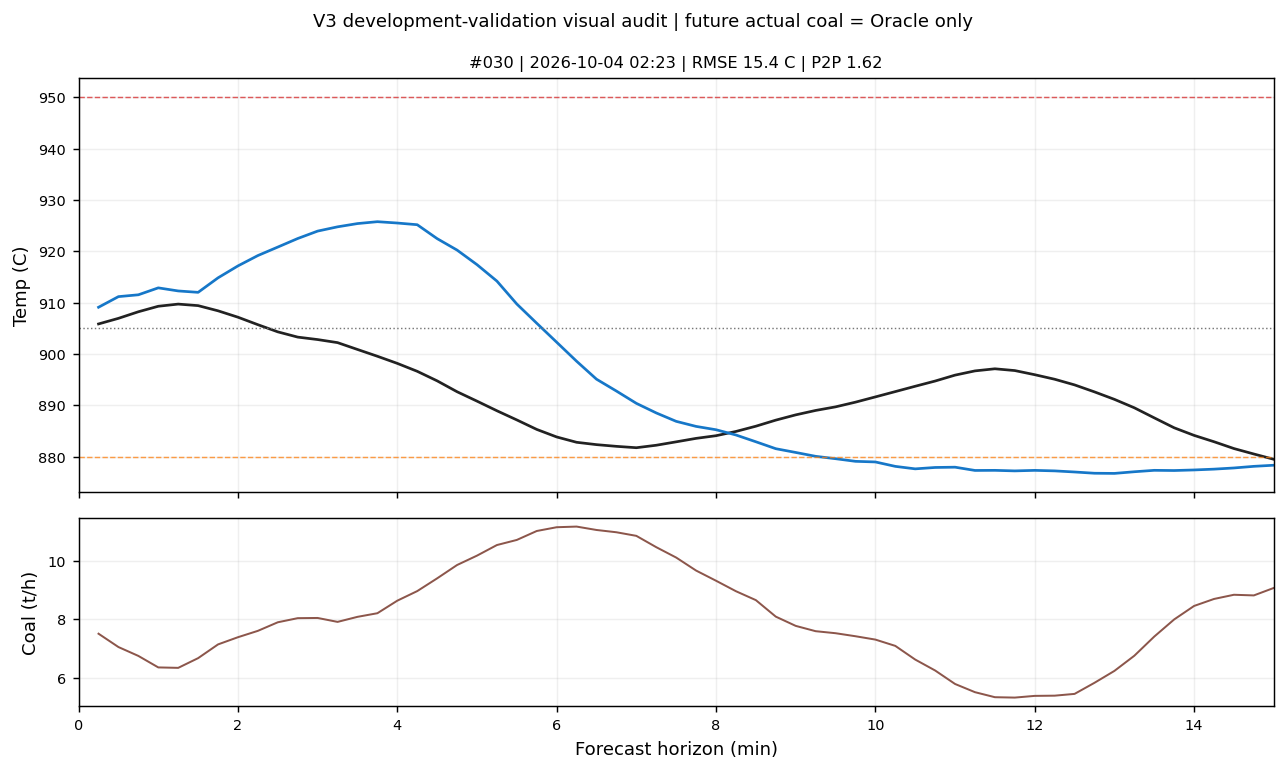 V3 development-validation visual audit | future actual coal = Oracle only
#030 | 2026-10-04 02:23 | RMSE 15.4 C | P2P 1.62
950
940
930
920
910
900
890
880
Temp (C)
10
8
6
Coal (t/h)
0 2 4 6 8 10 12 14
Forecast horizon (min)